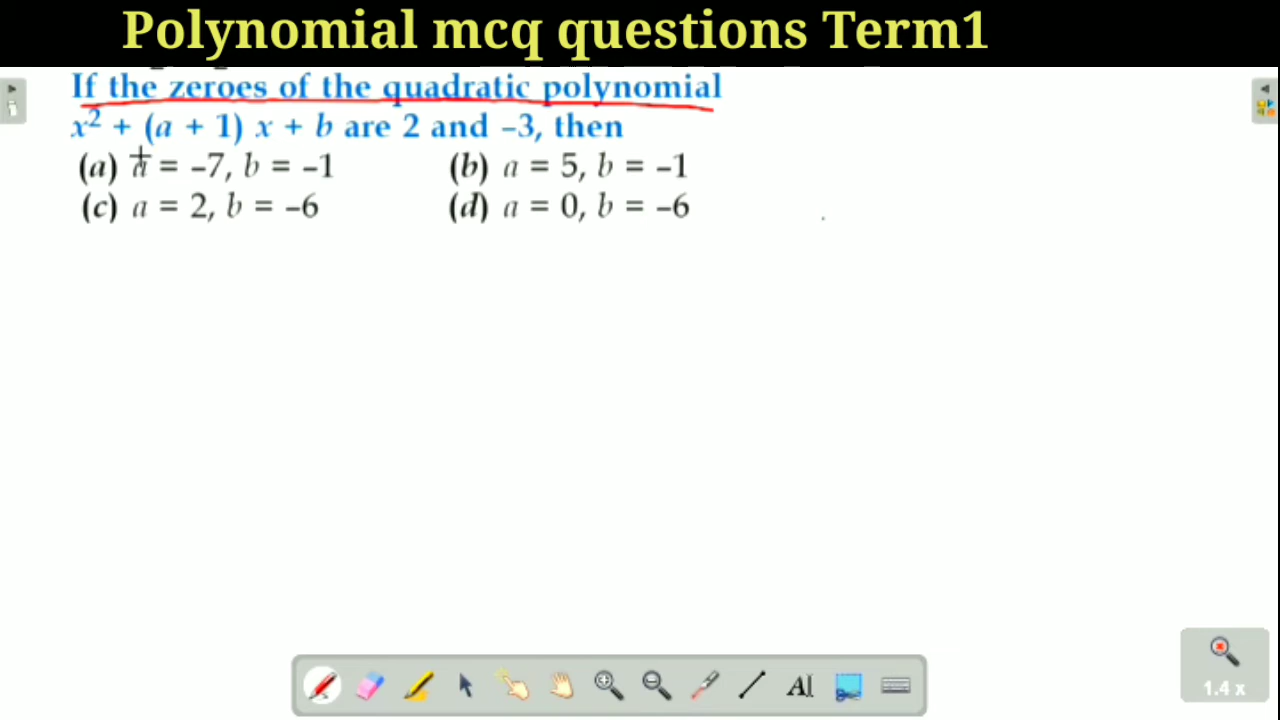 Polynomial mcq questions Term1
If the zeroes of the quadratic polynomial
x² + (a + 1) x + b are 2 and –3, then
(a) a = –7, b = –1 (b) a = 5, b = –1
(c) a = 2, b = –6 (d) a = 0, b = –6
AI
1.4 x